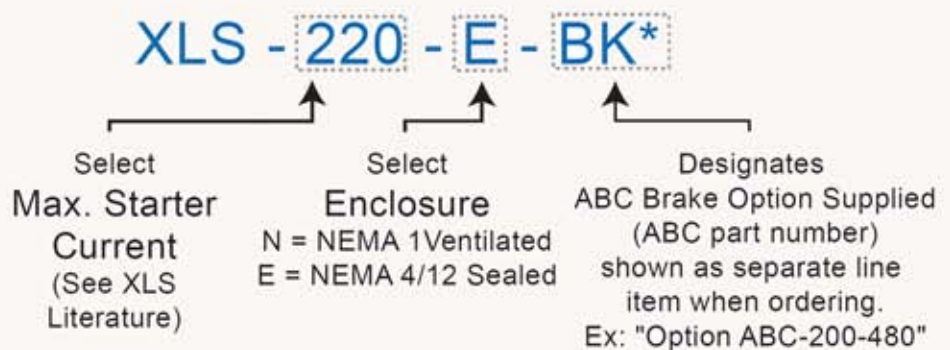 XLS - 220 - E - BK*
Select
Max. Starter
Current
(See XLS
Literature)
Select
Enclosure
N = NEMA 1Ventilated
E = NEMA 4/12 Sealed
Designates
ABC Brake Option Supplied
(ABC part number)
shown as separate line
item when ordering.
Ex: "Option ABC-200-480"